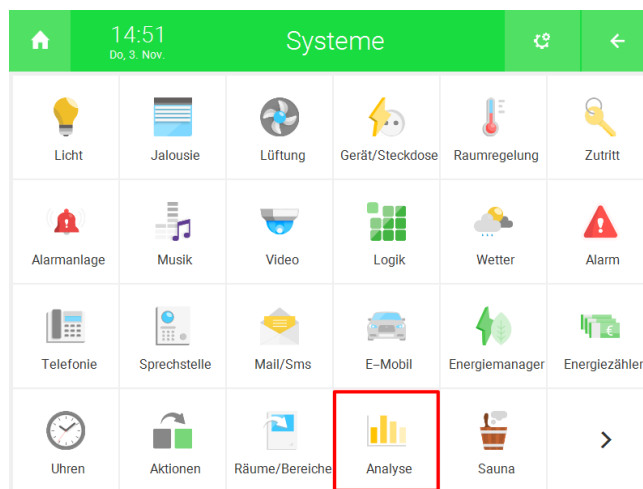 14:51
Do, 3. Nov.
Systeme
Licht
Jalousie
Lüftung
Gerät/Steckdose
Raumregelung
Zutritt
Alarmanlage
Musik
Video
Logik
Wetter
Alarm
Telefonie
Sprechstelle
Mail/Sms
E-Mobil
Energiemanager
Energiezähler
Uhren
Aktionen
Räume/Bereiche
Analyse
Sauna